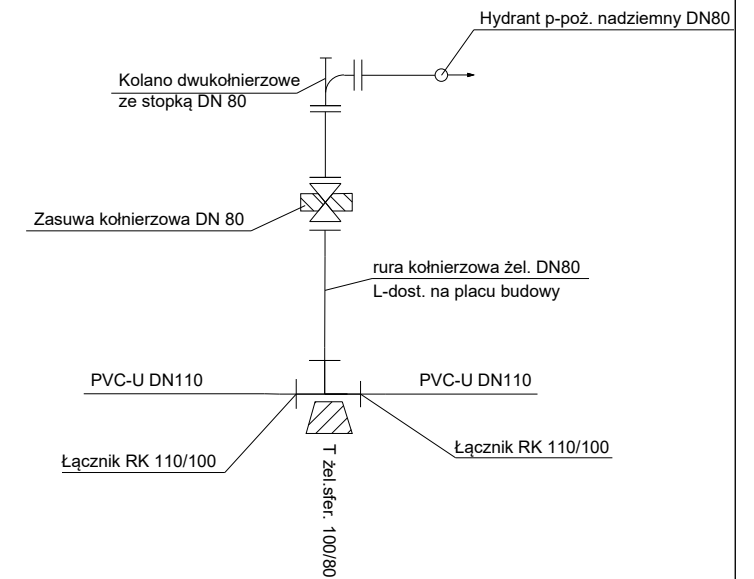 Hydrant p-poż. nadziemny DN80
Kolano dwukołnierzowe
ze stopką DN 80
Zasuwa kołnierzowa DN 80
rura kołnierzowa żel. DN80
L-dost. na placu budowy
PVC-U DN110
PVC-U DN110
Łącznik RK 110/100
Łącznik RK 110/100
T żel.sfer. 100/80